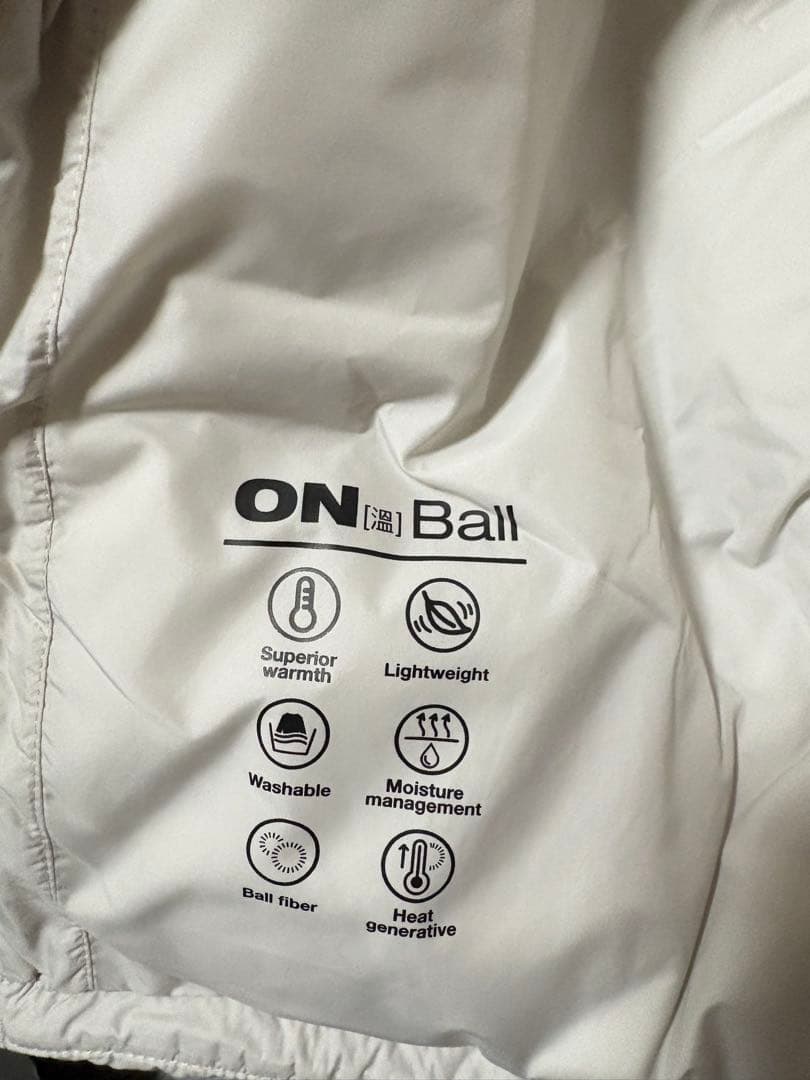 ON[溫] Ball
Superior
warmth
Lightweight
Washable
Moisture
management
Ball fiber
Heat
generative